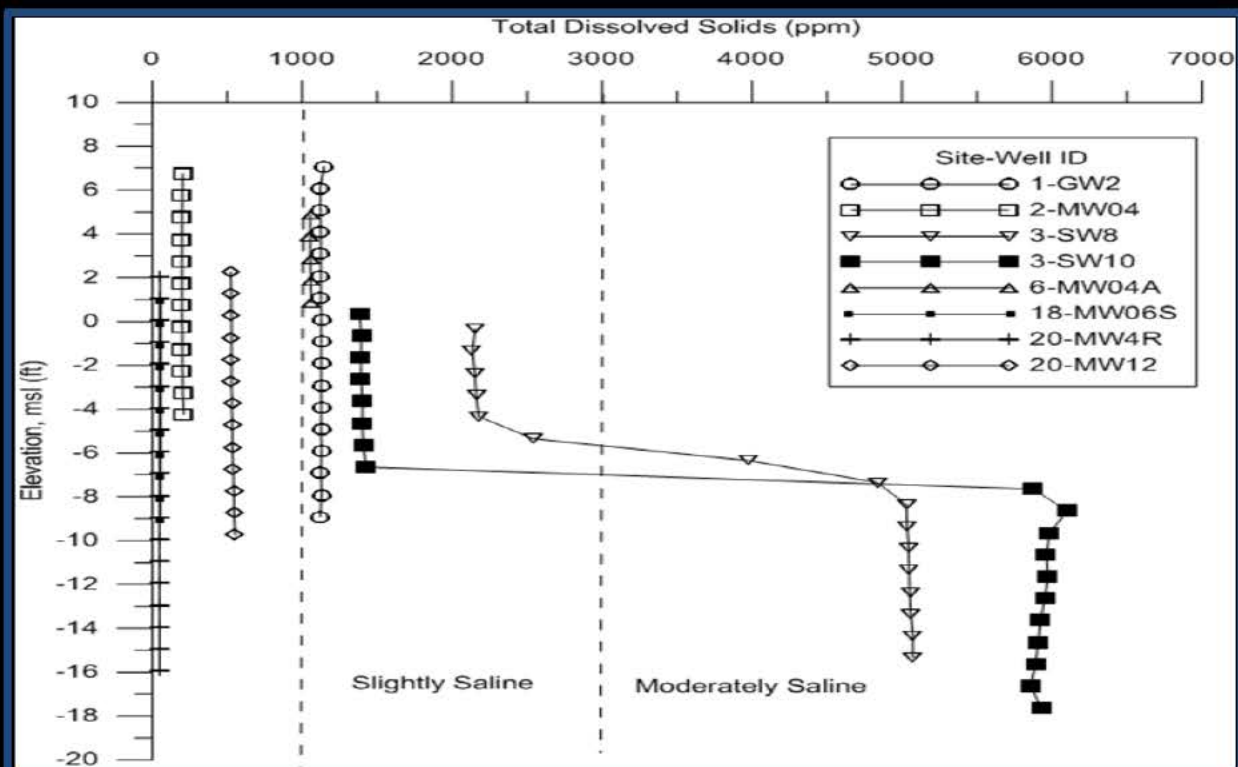 Total Dissolved Solids (ppm)
0 1000 2000 3000 4000 5000 6000 7000
10
8
6
4
2
0
-2
-4
-6
-8
-10
-12
-14
-16
-18
-20
Elevation, msl (ft)
Site-Well ID
1-GW2
2-MW04
3-SW8
3-SW10
6-MW04A
18-MW06S
20-MW4R
20-MW12
Slightly Saline
Moderately Saline